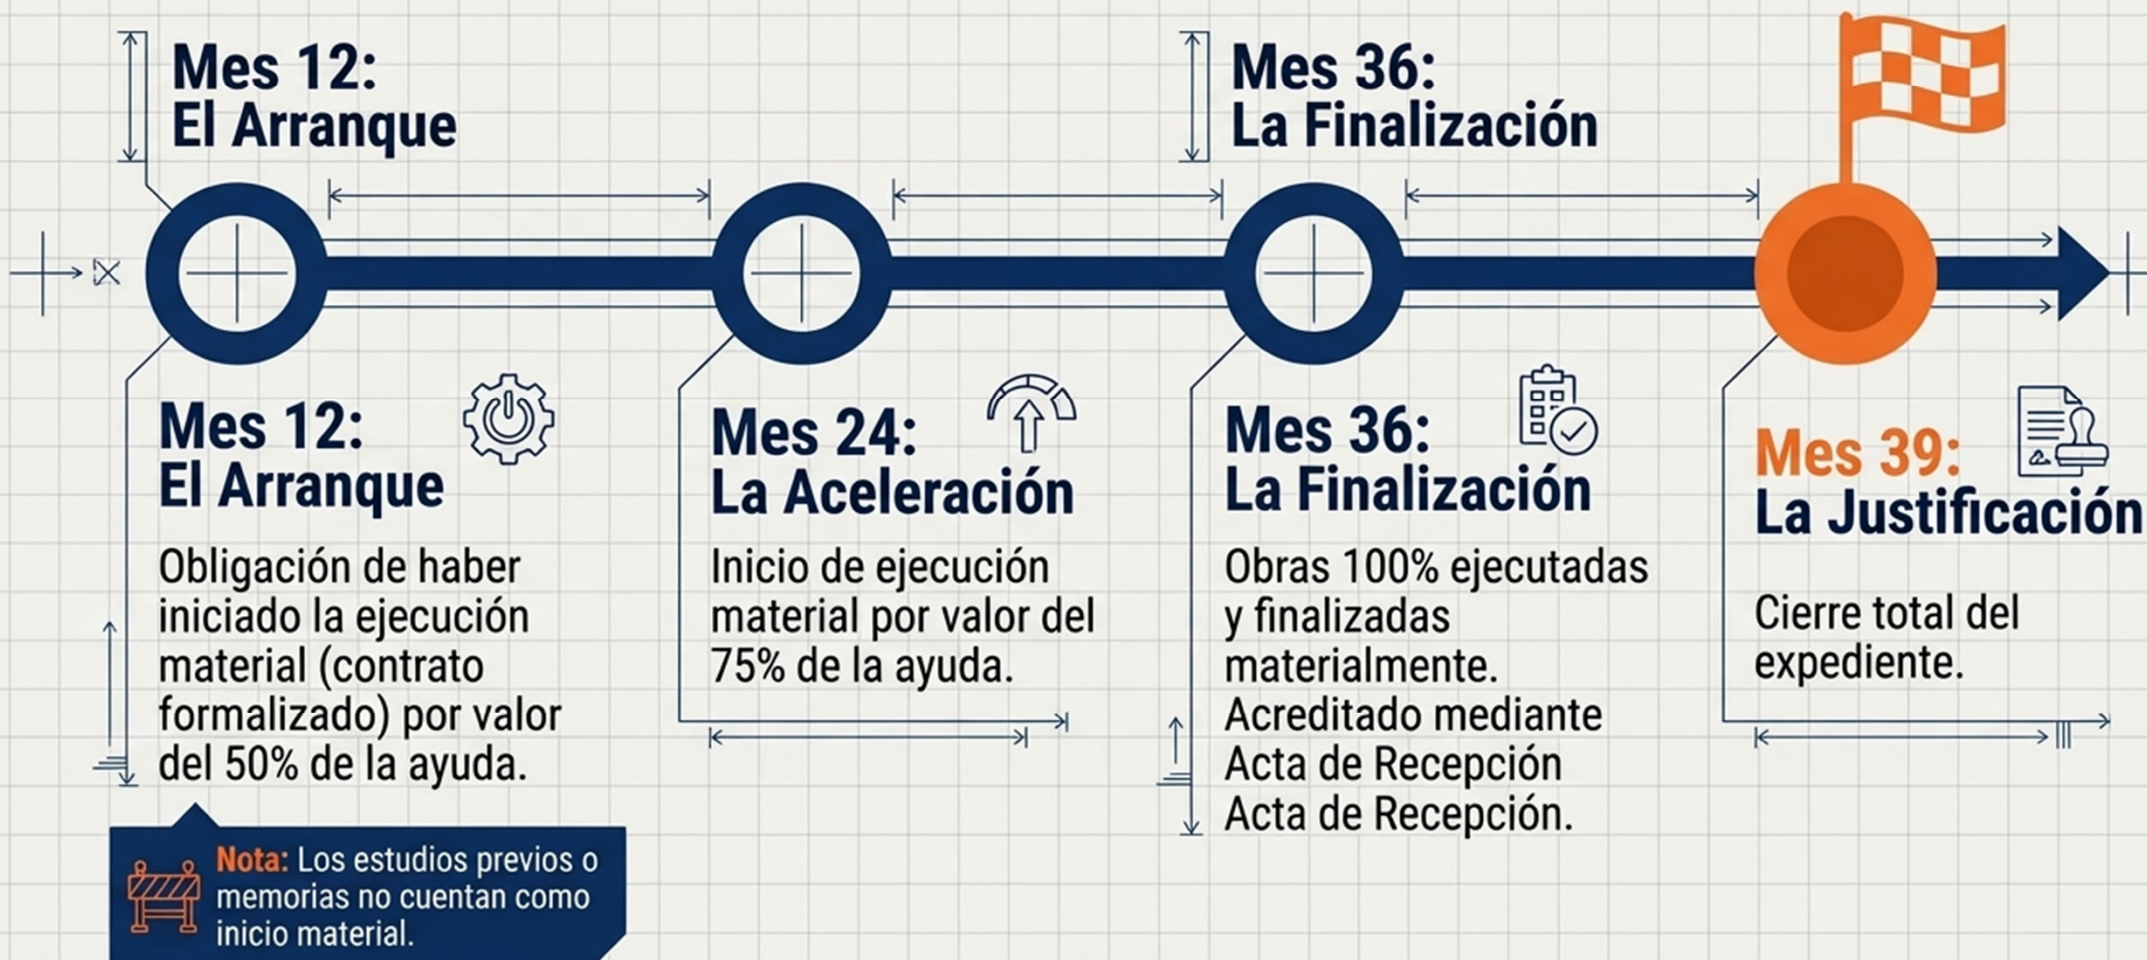 Mes 12:
El Arranque
Mes 36:
La Finalización
Mes 12:
El Arranque
Obligación de haber
iniciado la ejecución
material (contrato
formalizado) por valor
del 50% de la ayuda.
Nota: Los estudios previos o
memorias no cuentan como
inicio material.
Mes 24:
La Aceleración
Inicio de ejecución
material por valor del
75% de la ayuda.
Mes 36:
La Finalización
Obras 100% ejecutadas
y finalizadas
materialmente.
Acreditado mediante
Acta de Recepción
Acta de Recepción.
Mes 39:
La Justificación
Cierre total del
expediente.